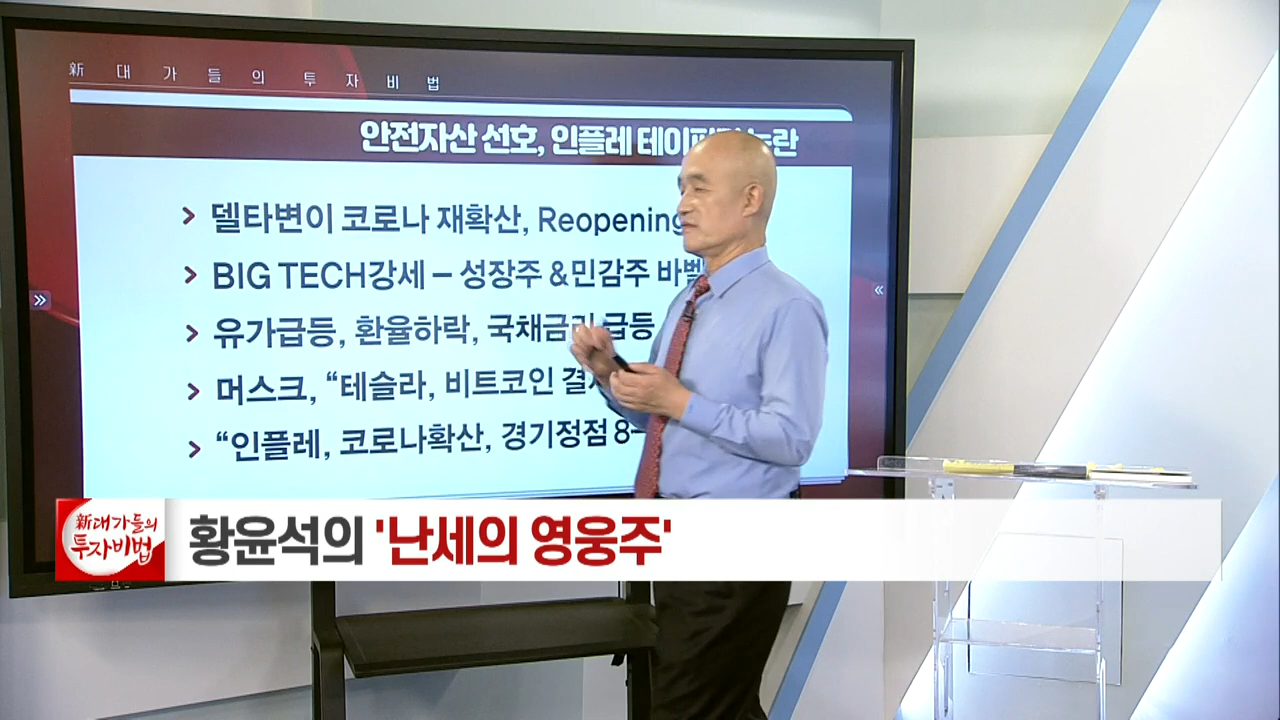 新 대 가 들 의 투 자 비 법
안전자산 선호, 인플레 논란
델타변이 코로나 재확산, Reopening
BIG TECH강세 – 성장주 &민감주
유가급등, 환율하락, 국채금리 급등
머스크, “테슬라, 비트코인
“인플레, 코로나확산, 경기정점
新대가들의
투자비법
황윤석의 '난세의 영웅주'